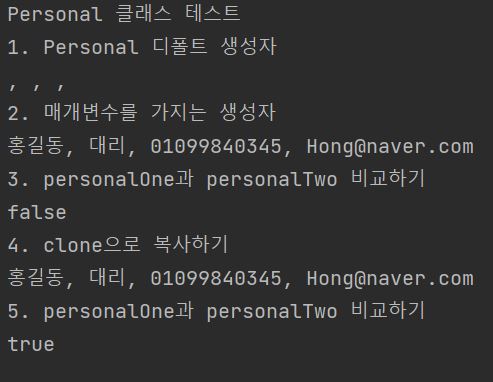 Personal 클래스 테스트
1. Personal 디폴트 생성자
, , ,
2. 매개변수를 가지는 생성자
홍길동, 대리, 01099840345, Hong@naver.com
3. personalOne과 personalTwo 비교하기
false
4. clone으로 복사하기
홍길동, 대리, 01099840345, Hong@naver.com
5. personalOne과 personalTwo 비교하기
true